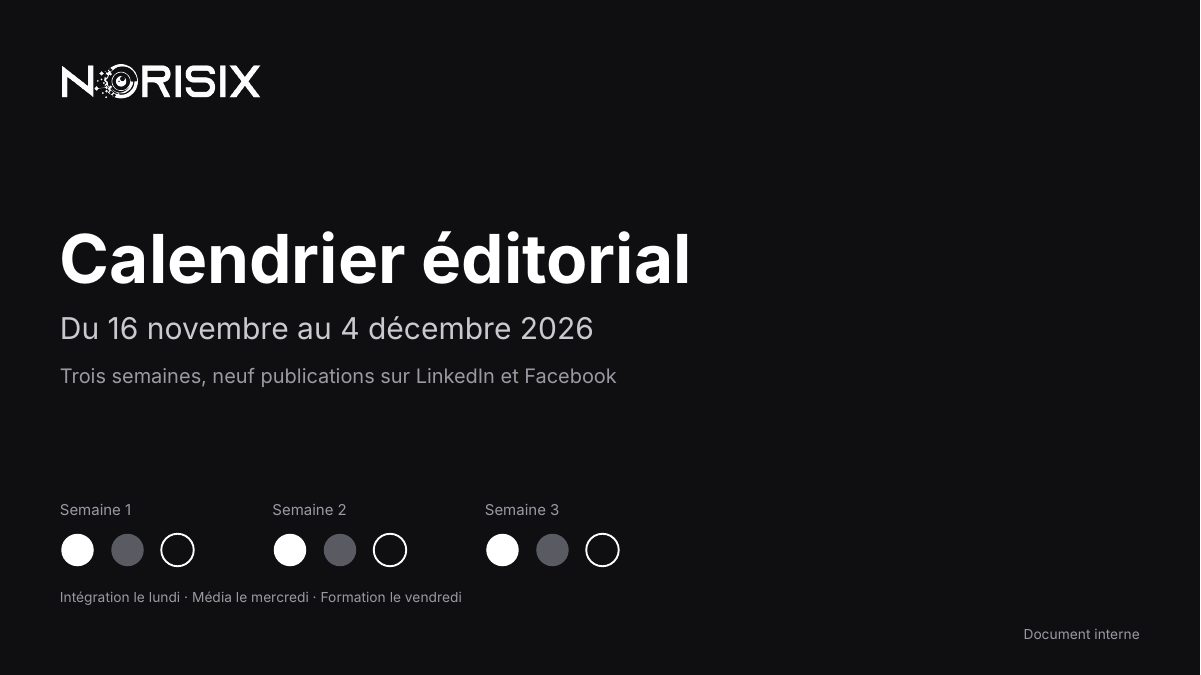 NORISIX
Calendrier éditorial
Du 16 novembre au 4 décembre 2026
Trois semaines, neuf publications sur LinkedIn et Facebook
Semaine 1
Semaine 2
Semaine 3
Intégration le lundi · Média le mercredi · Formation le vendredi
Document interne